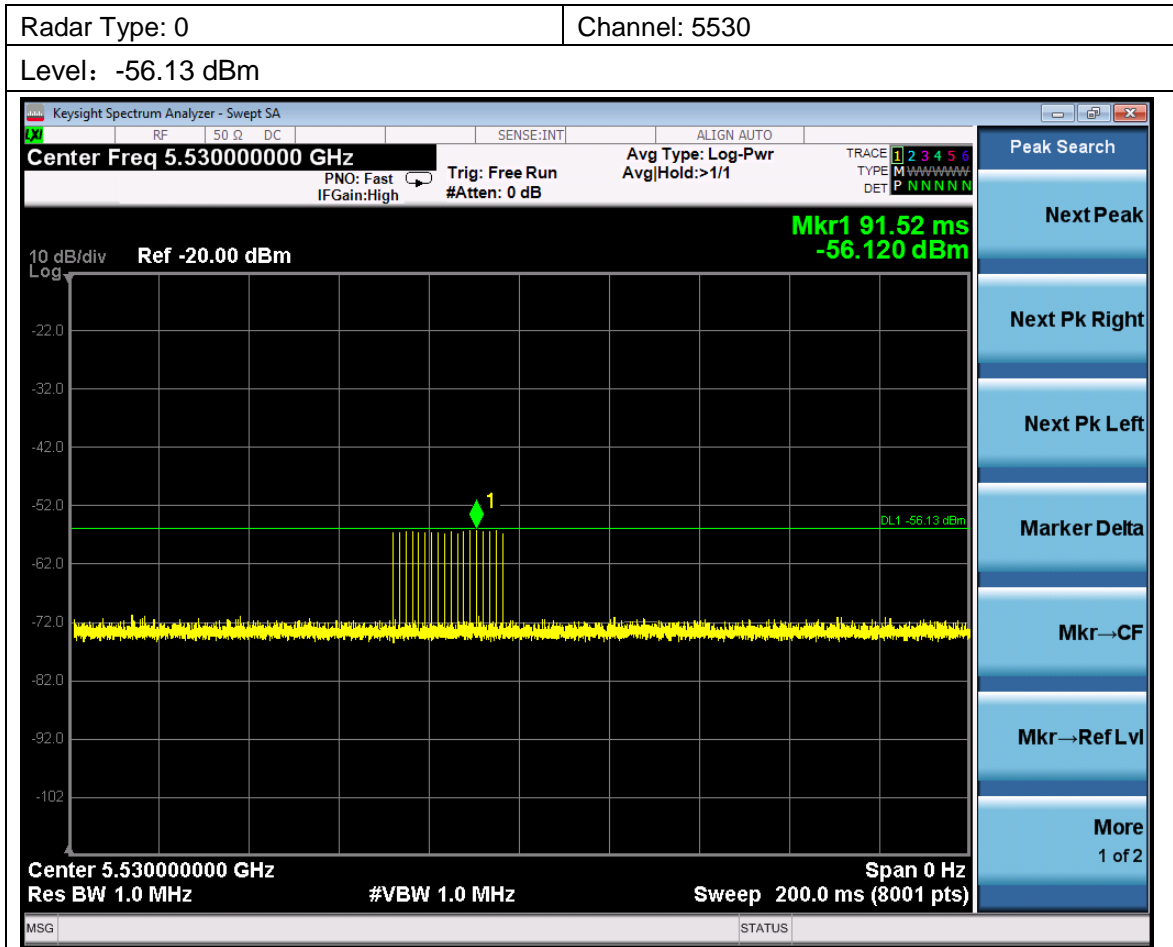 Radar Type: 0
Channel: 5530
Level：-56.13 dBm
Keysight Spectrum Analyzer - Swept SA
LXI
RF
50 Ω DC
SENSE:INT
ALIGN AUTO
Center Freq 5.530000000 GHz
PNO: Fast
IFGain:High
Trig: Free Run
#Atten: 0 dB
Avg Type: Log-Pwr
Avg|Hold:>1/1
TRACE 1 2 3 4 5 6
TYPE M WWWWW
DET P N N N N N
Mkr1 91.52 ms
-56.120 dBm
10 dB/div
Log
Ref -20.00 dBm
-22.0
-32.0
-42.0
-52.0
-62.0
-72.0
-82.0
-92.0
-102
1
DL1 -56.13 dBm
Center 5.530000000 GHz
Span 0 Hz
Res BW 1.0 MHz
#VBW 1.0 MHz
Sweep 200.0 ms (8001 pts)
MSG
STATUS
Peak Search
Next Peak
Next Pk Right
Next Pk Left
Marker Delta
Mkr→CF
Mkr→Ref Lvl
More
1 of 2